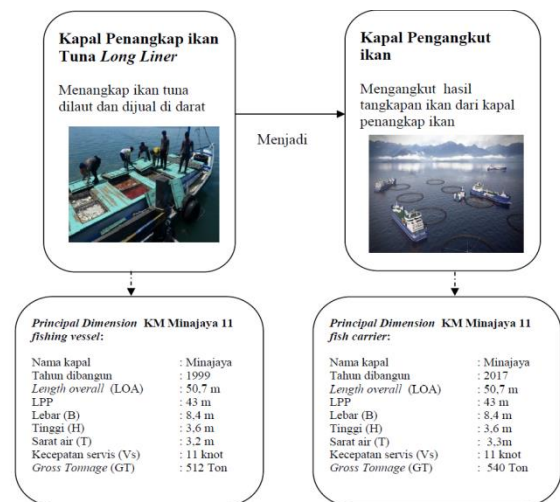 Kapal Penangkap ikan
Tuna Long Liner
Menangkap ikan tuna
dilaut dan dijual di darat
Menjadi
Kapal Pengangkut
ikan
Mengangkut hasil
tangkapan ikan dari kapal
penangkap ikan
Principal Dimension KM Minajaya 11
fishing vessel:
Nama kapal : Minajaya
Tahun dibangun : 1999
Length overall (LOA) : 50,7 m
LPP : 43 m
Lebar (B) : 8,4 m
Tinggi (H) : 3,6 m
Sarat air (T) : 3,2 m
Kecepatan servis (Vs) : 11 knot
Gross Tonnage (GT) : 512 Ton
Principal Dimension KM Minajaya 11
fish carrier:
Nama kapal : Minajaya
Tahun dibangun : 2017
Length overall (LOA) : 50,7 m
LPP : 43 m
Lebar (B) : 8,4 m
Tinggi (H) : 3,6 m
Sarat air (T) : 3,3m
Kecepatan servis (Vs) : 11 knot
Gross Tonnage (GT) : 540 Ton